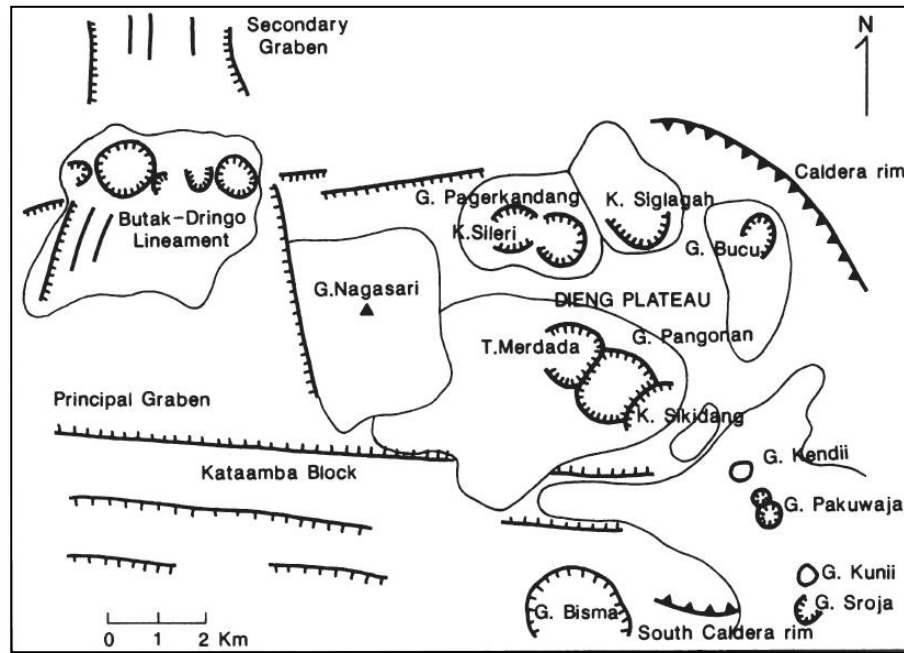 Secondary
Graben
N
Caldera rim
G. Pagerkandang
K. Siglagah
K.Sileri
Butak-Dringo
Lineament
G. Bucu
G.Nagasari
DIENG PLATEAU
G. Pangonan
T.Merdada
Principal Graben
K. Sikidang
G. Kendii
Kataamba Block
G. Pakuwaja
G. Kunii
G. Sroja
G. Bisma
South Caldera rim
0 1 2 Km